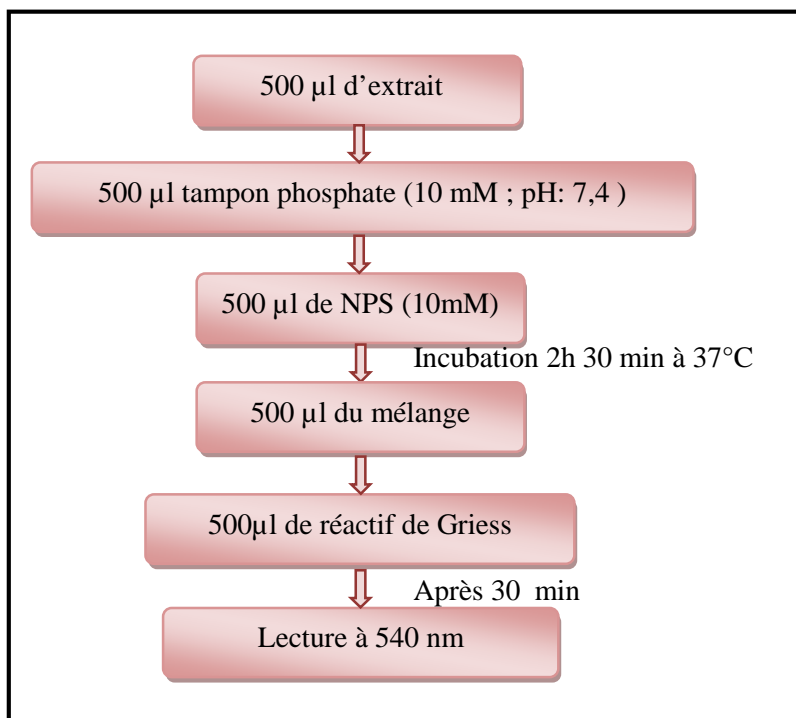 500 µl d’extrait
500 µl tampon phosphate (10 mM ; pH: 7,4 )
500 µl de NPS (10mM)
Incubation 2h 30 min à 37°C
500 µl du mélange
500µl de réactif de Griess
Après 30 min
Lecture à 540 nm